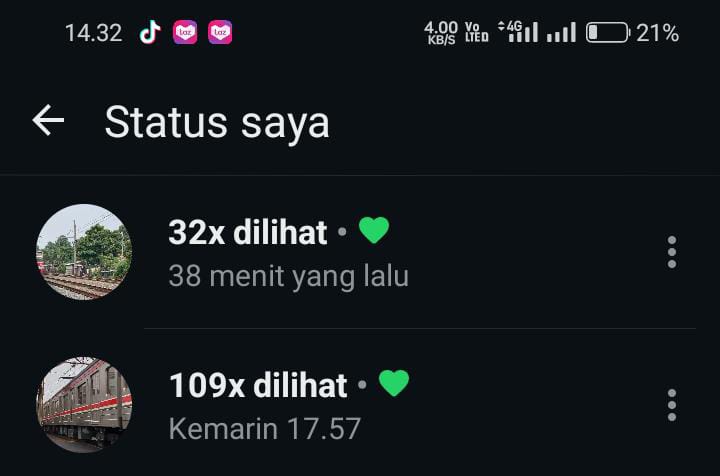 14.32 Laz Laz 4.00 KB/S Vo LTED 4G 21%
Status saya
32x dilihat •
38 menit yang lalu
109x dilihat •
Kemarin 17.57